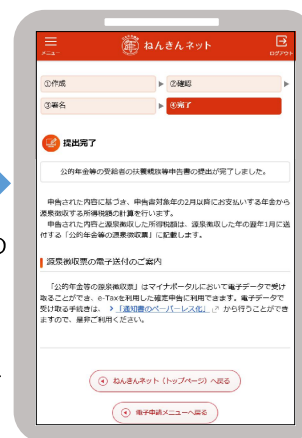 メニュー
ねんきんネット
ログアウト
①作成
②確認
③署名
④完了
提出完了
公的年金等の受給者の扶養親族等申告書の提出が完了しました。
申告された内容に基づき、申告書対象年の2月以降にお支払いする年金から
源泉徴収する所得税額の計算を行います。
申告された内容と源泉徴収した所得税額は、源泉徴収した年の翌年1月に送
付する「公的年金等の源泉徴収票」に記載します。
源泉徴収票の電子送付のご案内
「公的年金等の源泉徴収票」はマイナポータルにおいて電子データで受け
取ることができ、e-Taxを利用した確定申告に利用できます。電子データで
受け取る手続きは、 > 「通知書のペーパーレス化」 から行うことができ
ますので、是非ご利用ください。
ねんきんネット（トップページ）へ戻る
電子申請メニューへ戻る